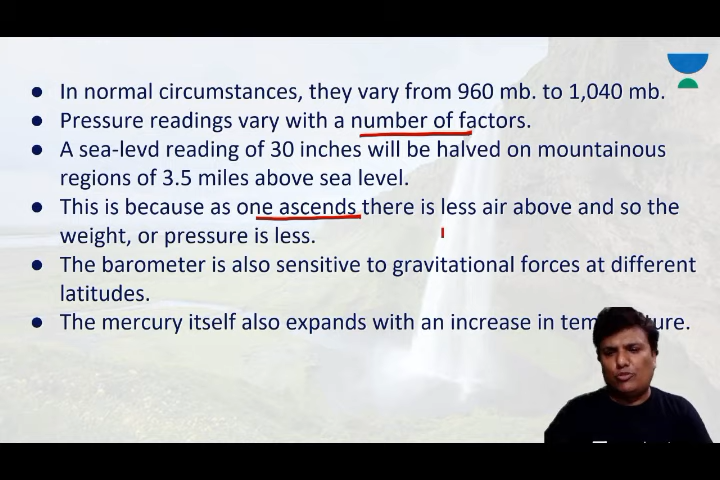 ● In normal circumstances, they vary from 960 mb. to 1,040 mb.
● Pressure readings vary with a number of factors.
● A sea-levd reading of 30 inches will be halved on mountainous
regions of 3.5 miles above sea level.
● This is because as one ascends there is less air above and so the
weight, or pressure is less.
● The barometer is also sensitive to gravitational forces at different
latitudes.
● The mercury itself also expands with an increase in